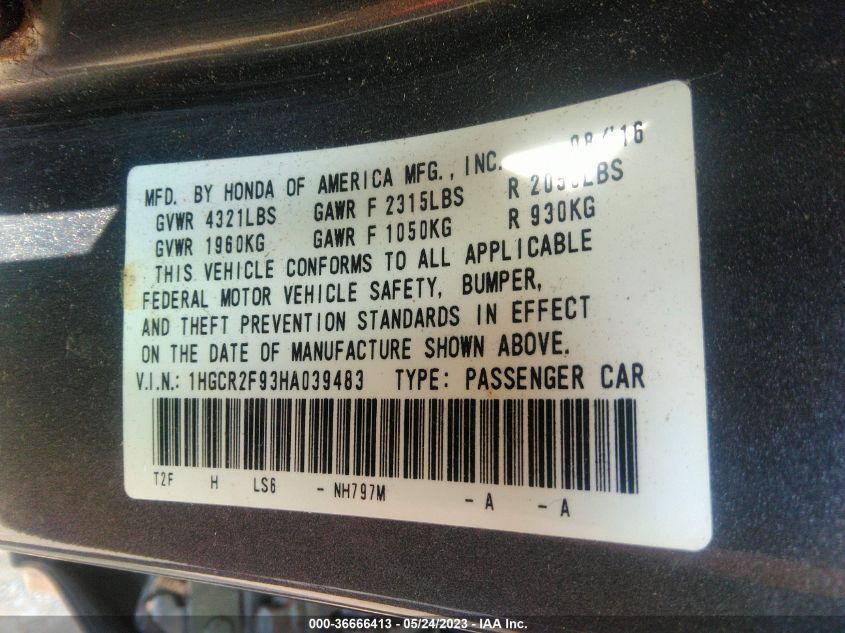 08/16
MFD. BY HONDA OF AMERICA MFG., INC.
GVWR 4321LBS GAWR F 2315LBS R
GVWR 1960KG GAWR F 1050KG R 930KG
THIS VEHICLE CONFORMS TO ALL APPLICABLE
FEDERAL MOTOR VEHICLE SAFETY, BUMPER,
AND THEFT PREVENTION STANDARDS IN EFFECT
ON THE DATE OF MANUFACTURE SHOWN ABOVE.
V.I.N.: 1HGCR2F93HA039483 TYPE: PASSENGER CAR
T2F H LS6 - NH797M - A - A
000-36666413 - 05/24/2023 - IAA Inc.